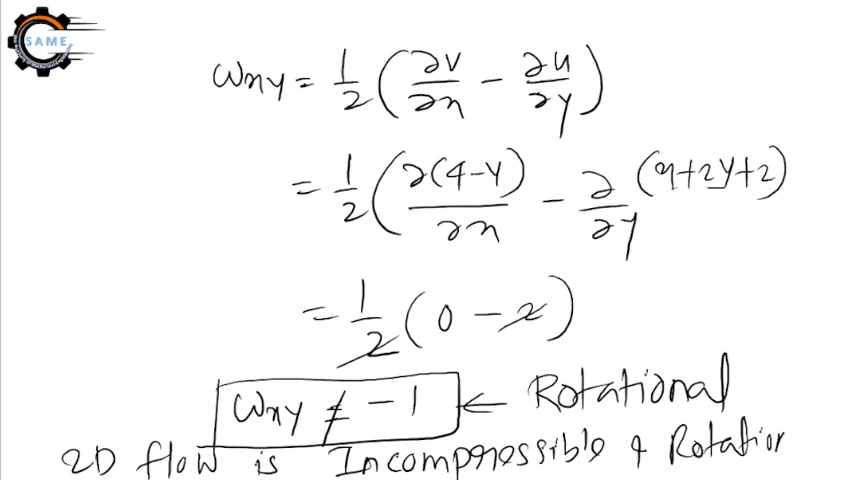 SAME
ωxy = 1/2 (∂v/∂x − ∂u/∂y)
= 1/2 (∂(4−y)/∂x − ∂/∂y (x+2y+2)
= 1/2 (0 − 2)
ωxy ≠ −1 ← Rotational
2D flow is Incompressible & Rotation